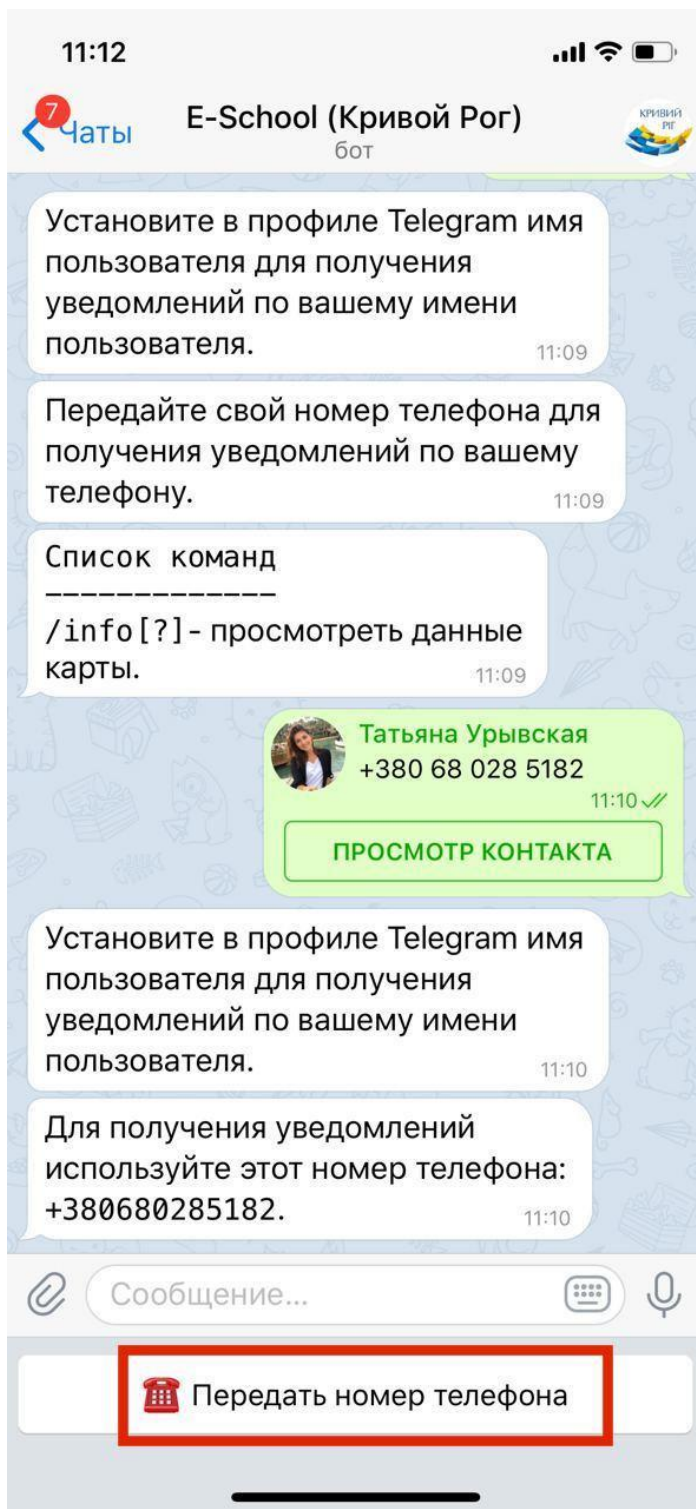 11:12
7
Чаты
E-School (Кривой Рог)
бот
КРИВИЙ
РІГ
Установите в профиле Telegram имя
пользователя для получения
уведомлений по вашему имени
пользователя.
11:09
Передайте свой номер телефона для
получения уведомлений по вашему
телефону.
11:09
Список команд
-------------
/info[?]- просмотреть данные
карты.
11:09
Татьяна Урывская
+380 68 028 5182
11:10
ПРОСМОТР КОНТАКТА
Установите в профиле Telegram имя
пользователя для получения
уведомлений по вашему имени
пользователя.
11:10
Для получения уведомлений
используйте этот номер телефона:
+380680285182.
11:10
Сообщение...
Передать номер телефона